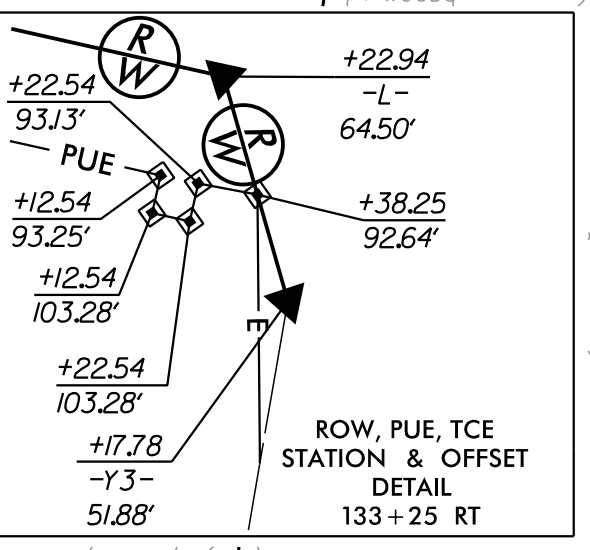 R
W
+22.94
-L-
64.50'
+22.54
93.13'
R
W
PUE
+12.54
93.25'
+38.25
92.64'
+12.54
103.28'
E
+22.54
103.28'
+17.78
-Y3-
51.88'
ROW, PUE, TCE
STATION & OFFSET
DETAIL
133+25 RT